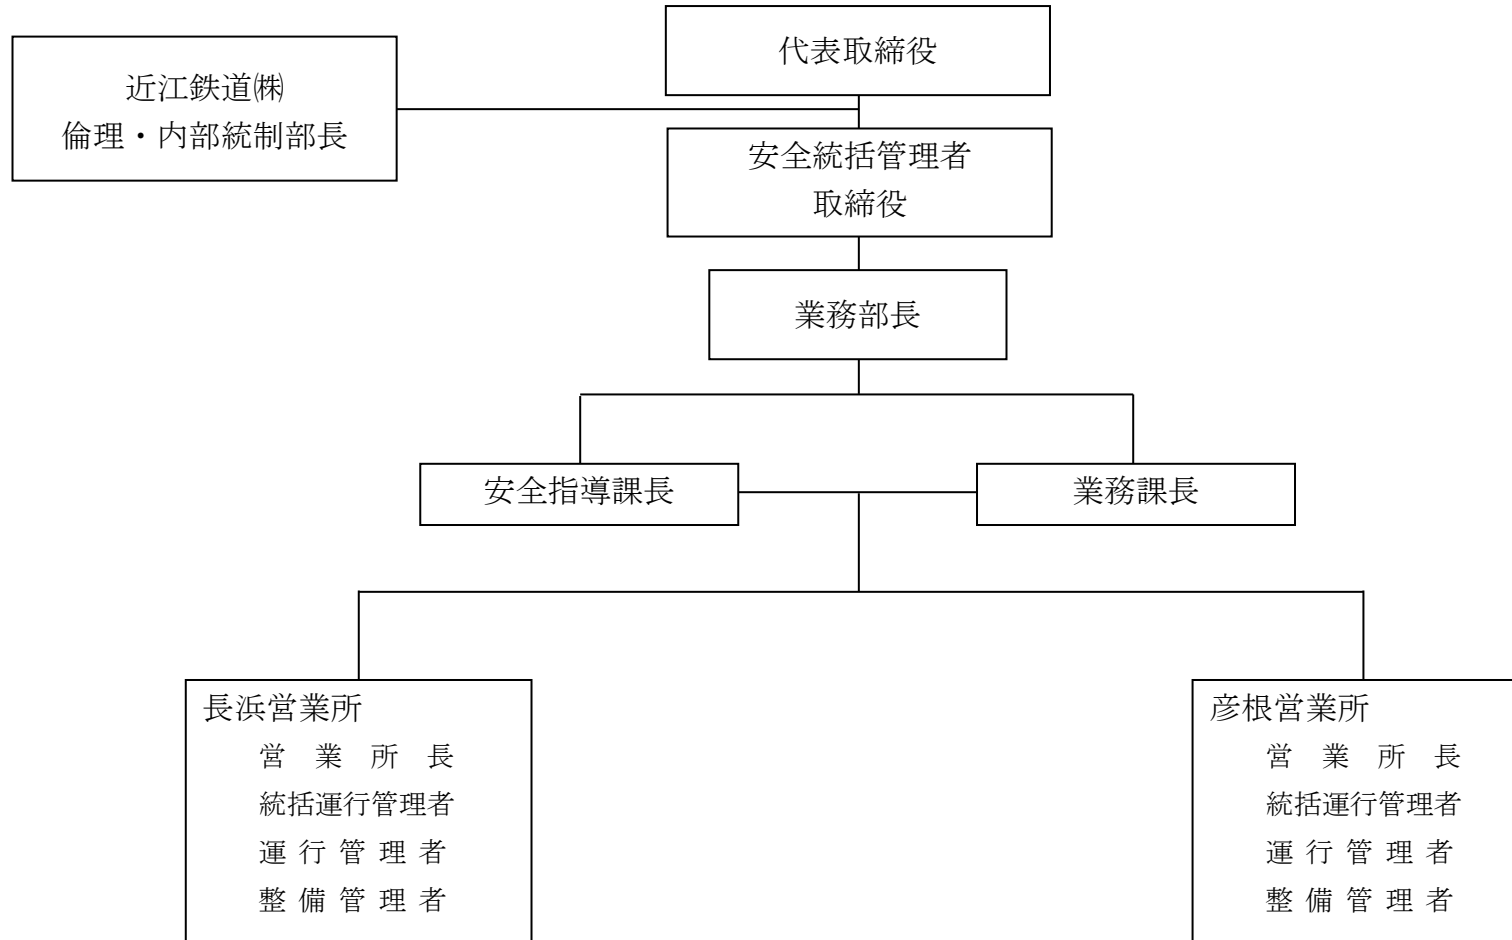 代表取締役
近江鉄道㈱
倫理・内部統制部長
安全統括管理者
取締役
業務部長
安全指導課長
業務課長
長浜営業所
営業所長
統括運行管理者
運行管理者
整備管理者
彦根営業所
営業所長
統括運行管理者
運行管理者
整備管理者